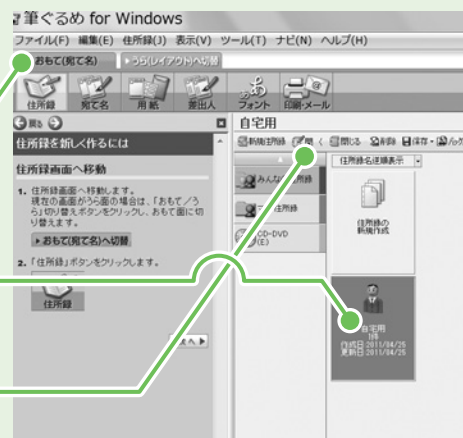 筆ぐるめ for Windows
ファイル(F) 編集(E) 住所録(J) 表示(V) ツール(T) ナビ(N) ヘルプ(H)
おもて(宛て名) ▶うら(レイアウト)へ切替
住所録 宛て名 用紙 差出人 フォント 印刷・メール
戻る
自宅用
住所録を新しく作るには
新規住所録 開く 閉じる 削除 保存
住所録名逆順表示
住所録画面へ移動
1. 住所録画面へ移動します。
現在の画面がうら面の場合は、「おもて／う
ら」切り替えボタンをクリックし、おもて面に切
り替えます。
▶おもて(宛て名)へ切替
2. 「住所録」ボタンをクリックします。
住所録
次へ▶
みんな 住所録
住所録
CD-DVD
(E)
住所録の
新規作成
自宅用
1件
作成日:2011/04/25
更新日:2011/04/25